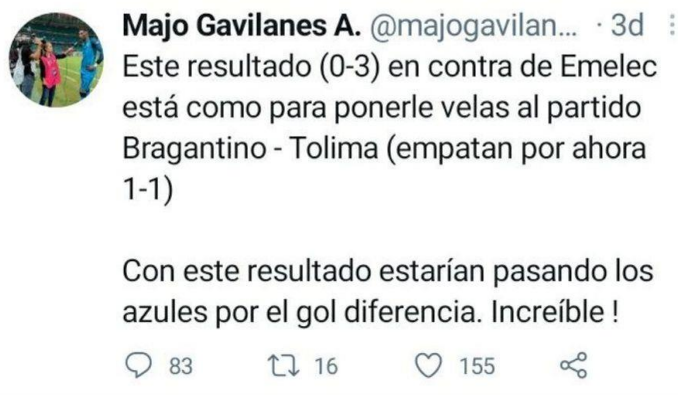 Majo Gavilanes A. @majogavilan... · 3d
Este resultado (0-3) en contra de Emelec
está como para ponerle velas al partido
Bragantino - Tolima (empatan por ahora
1-1)
Con este resultado estarían pasando los
azules por el gol diferencia. Increíble !
83 16 155